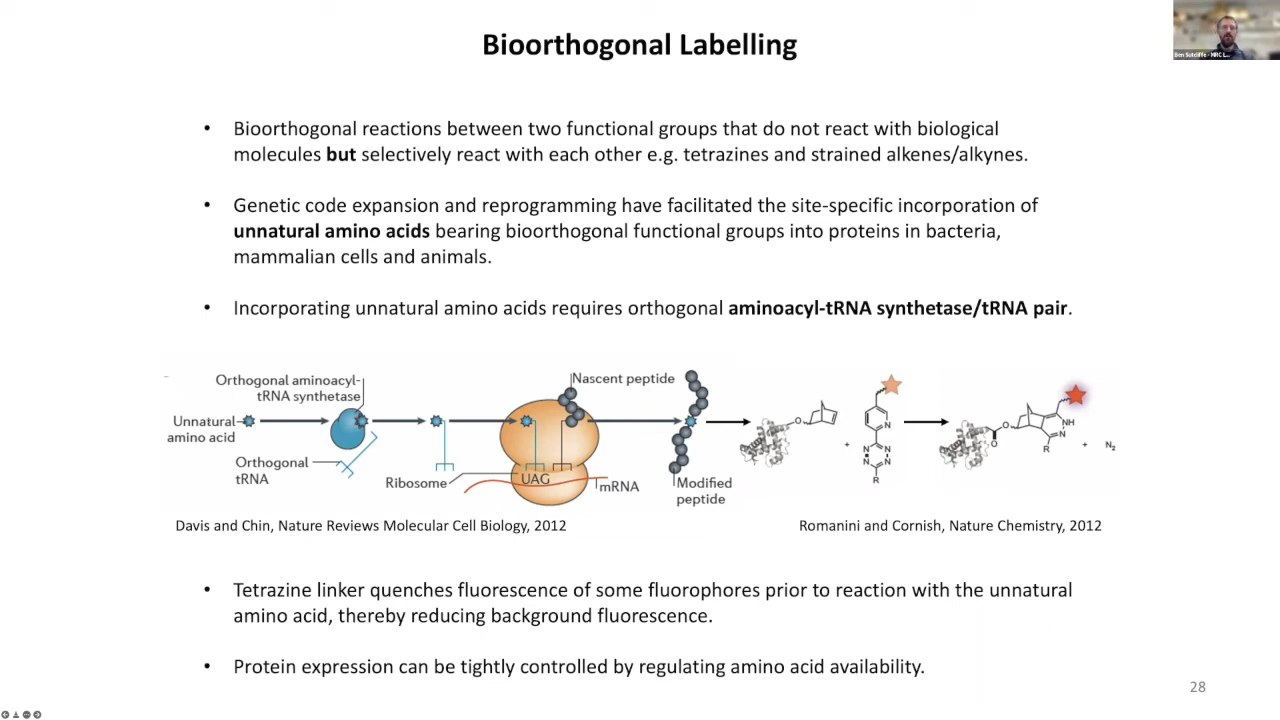 Bioorthogonal Labelling
Ben Sutcliffe - MRC L...
• Bioorthogonal reactions between two functional groups that do not react with biological
molecules but selectively react with each other e.g. tetrazines and strained alkenes/alkynes.
• Genetic code expansion and reprogramming have facilitated the site-specific incorporation of
unnatural amino acids bearing bioorthogonal functional groups into proteins in bacteria,
mammalian cells and animals.
• Incorporating unnatural amino acids requires orthogonal aminoacyl-tRNA synthetase/tRNA pair.
Orthogonal aminoacyl-
tRNA synthetase
Unnatural
amino acid
Orthogonal
tRNA
Ribosome
UAG
Nascent peptide
mRNA
Modified
peptide
O
+
N
N N
N N
R
O
O
NH
N
R
+ N₂
Davis and Chin, Nature Reviews Molecular Cell Biology, 2012
Romanini and Cornish, Nature Chemistry, 2012
• Tetrazine linker quenches fluorescence of some fluorophores prior to reaction with the unnatural
amino acid, thereby reducing background fluorescence.
• Protein expression can be tightly controlled by regulating amino acid availability.
28